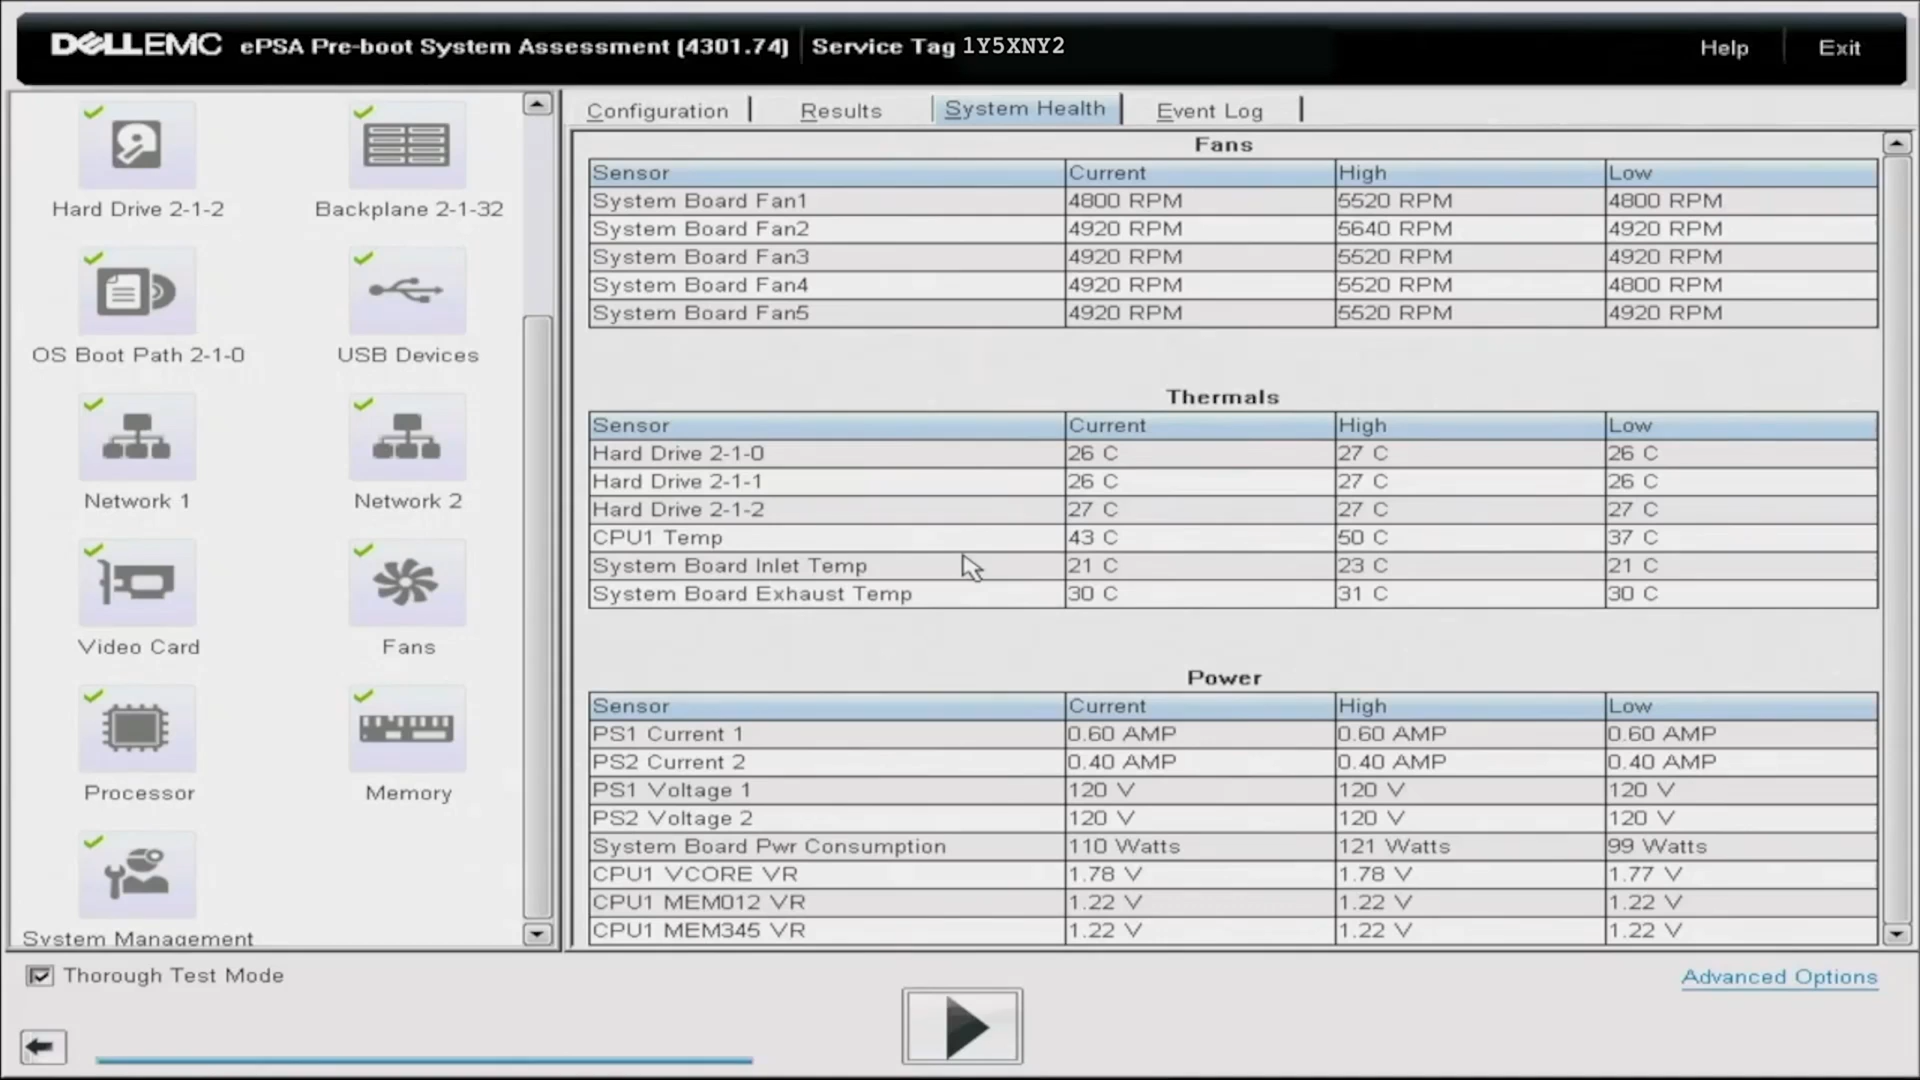 DELLEMC ePSA Pre-boot System Assessment (4301.74) Service Tag 1Y5XNY2 Help Exit
Hard Drive 2-1-2 Backplane 2-1-32
OS Boot Path 2-1-0 USB Devices
Network 1 Network 2
Video Card Fans
Processor Memory
System Management
Configuration Results System Health Event Log
Fans
Sensor Current High Low
System Board Fan1 4800 RPM 5520 RPM 4800 RPM
System Board Fan2 4920 RPM 5640 RPM 4920 RPM
System Board Fan3 4920 RPM 5520 RPM 4920 RPM
System Board Fan4 4920 RPM 5520 RPM 4800 RPM
System Board Fan5 4920 RPM 5520 RPM 4920 RPM
Thermals
Sensor Current High Low
Hard Drive 2-1-0 26 C 27 C 26 C
Hard Drive 2-1-1 26 C 27 C 26 C
Hard Drive 2-1-2 27 C 27 C 27 C
CPU1 Temp 43 C 50 C 37 C
System Board Inlet Temp 21 C 23 C 21 C
System Board Exhaust Temp 30 C 31 C 30 C
Power
Sensor Current High Low
PS1 Current 1 0.60 AMP 0.60 AMP 0.60 AMP
PS2 Current 2 0.40 AMP 0.40 AMP 0.40 AMP
PS1 Voltage 1 120 V 120 V 120 V
PS2 Voltage 2 120 V 120 V 120 V
System Board Pwr Consumption 110 Watts 121 Watts 99 Watts
CPU1 VCORE VR 1.78 V 1.78 V 1.77 V
CPU1 MEM012 VR 1.22 V 1.22 V 1.22 V
CPU1 MEM345 VR 1.22 V 1.22 V 1.22 V
Thorough Test Mode
Advanced Options